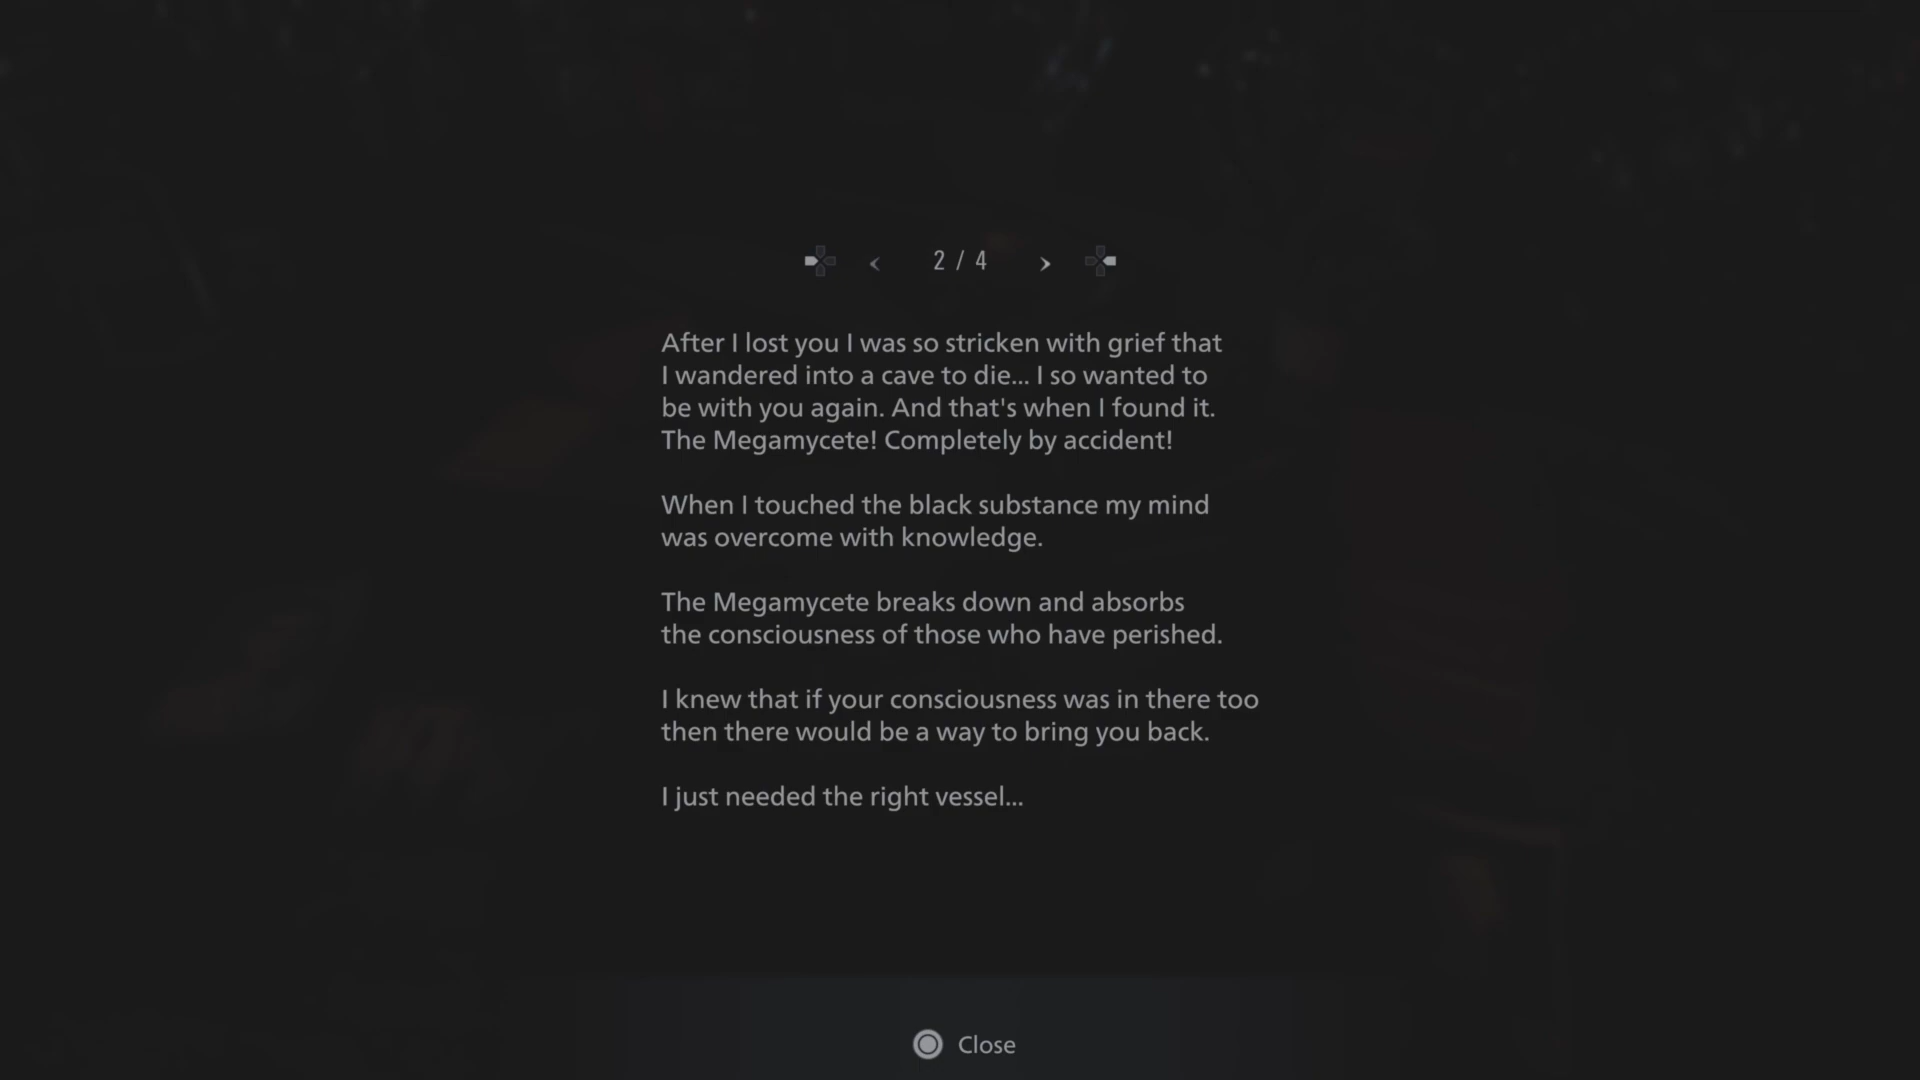 2 / 4
After I lost you I was so stricken with grief that
I wandered into a cave to die... I so wanted to
be with you again. And that's when I found it.
The Megamycete! Completely by accident!
When I touched the black substance my mind
was overcome with knowledge.
The Megamycete breaks down and absorbs
the consciousness of those who have perished.
I knew that if your consciousness was in there too
then there would be a way to bring you back.
I just needed the right vessel...
Close